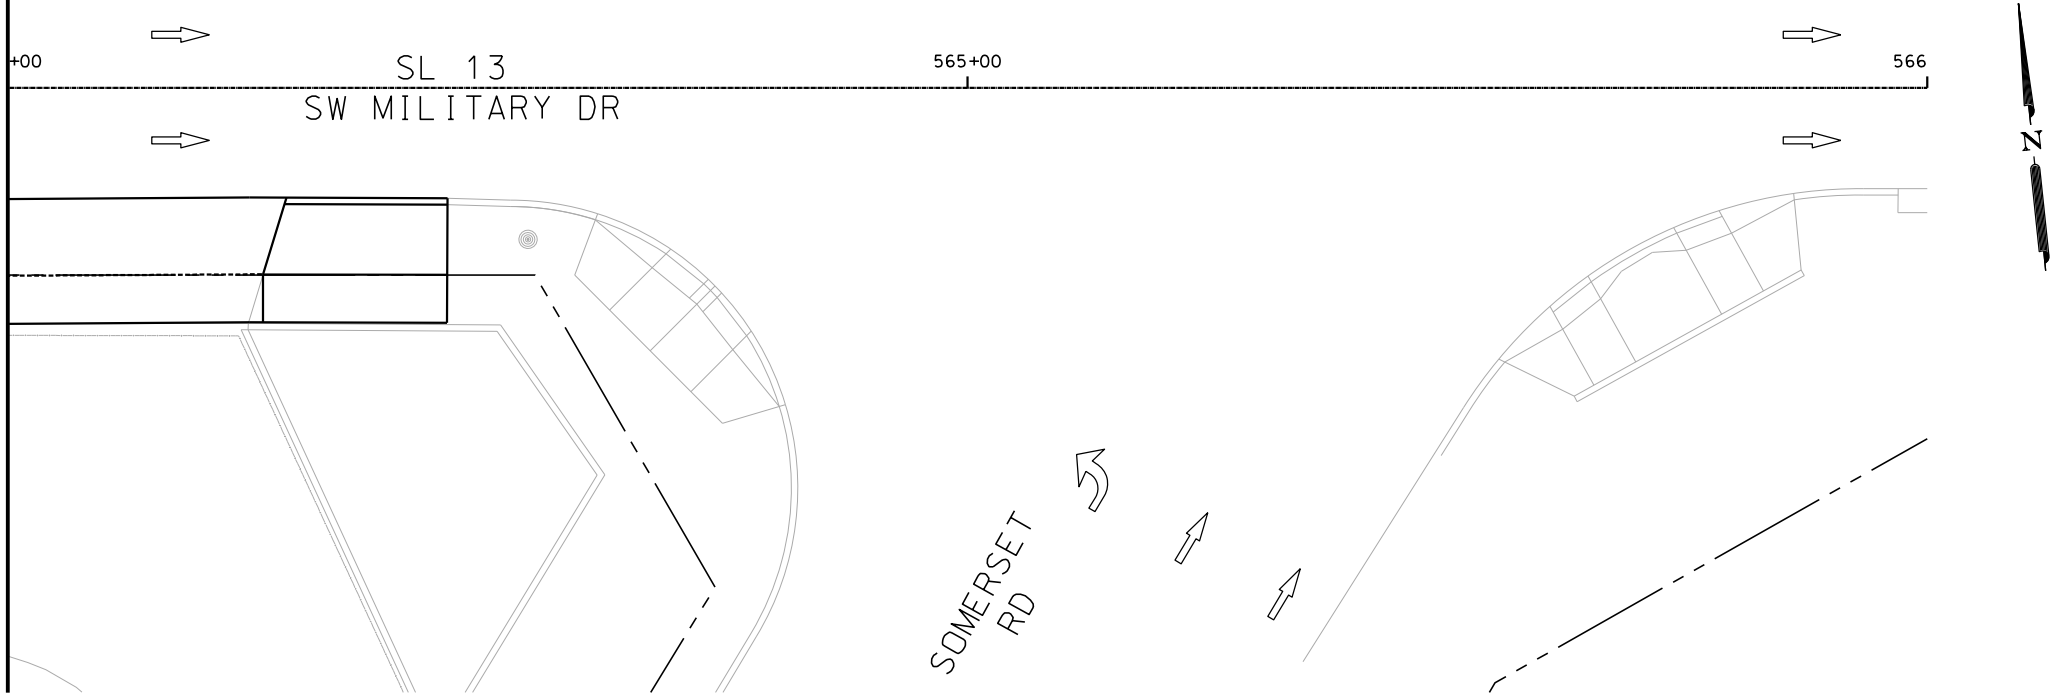 +00
SL 13
565+00
566
SW MILITARY DR
N
SOMERSET
RD